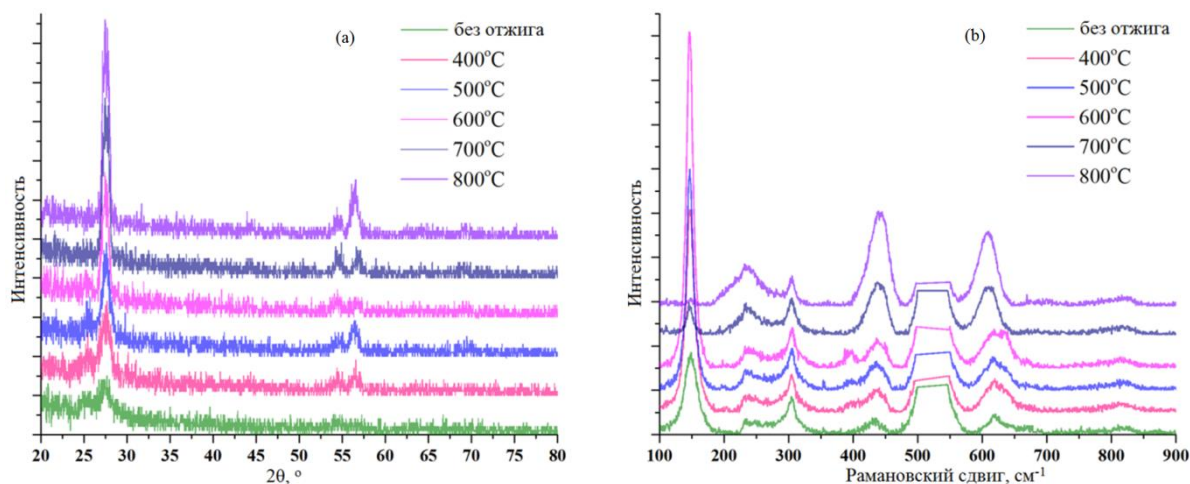 (a)
без отжига
400°C
500°C
600°C
700°C
800°C
Интенсивность
20 25 30 35 40 45 50 55 60 65 70 75 80
2θ, °
(b)
без отжига
400°C
500°C
600°C
700°C
800°C
Интенсивность
100 200 300 400 500 600 700 800 900
Рамановский сдвиг, см⁻¹